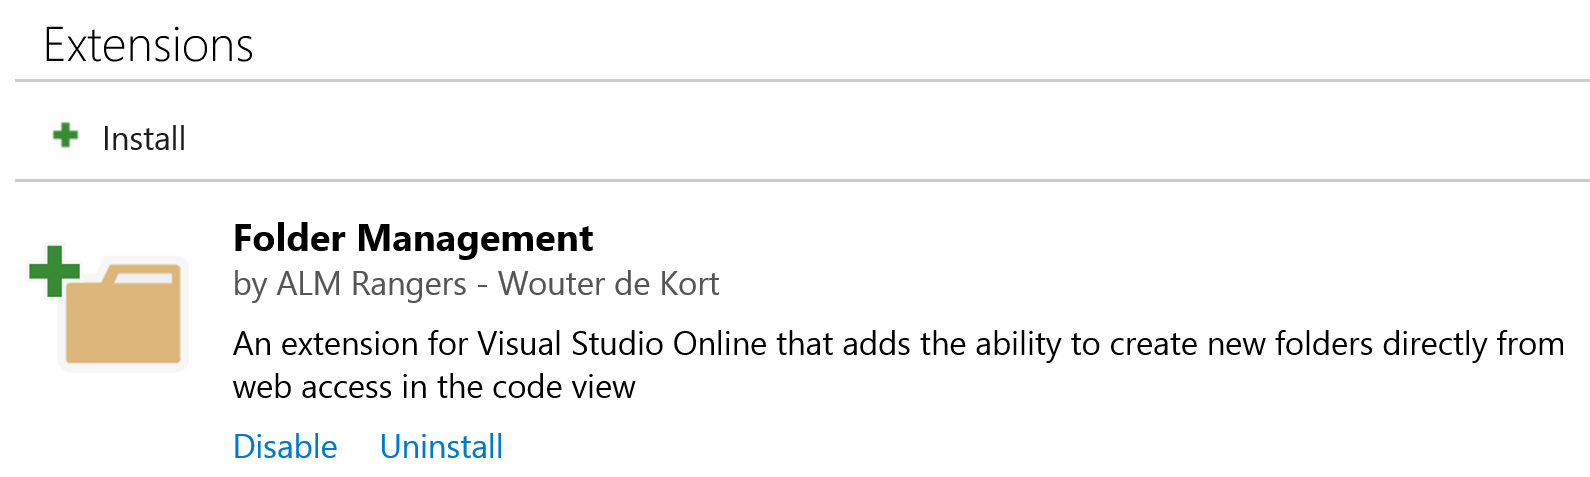 Extensions
Install
Folder Management
by ALM Rangers - Wouter de Kort
An extension for Visual Studio Online that adds the ability to create new folders directly from
web access in the code view
Disable Uninstall